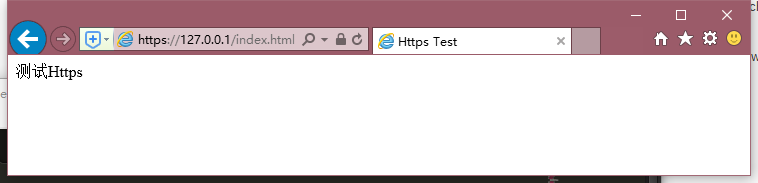 https://127.0.0.1/index.html
Https Test
测试Https